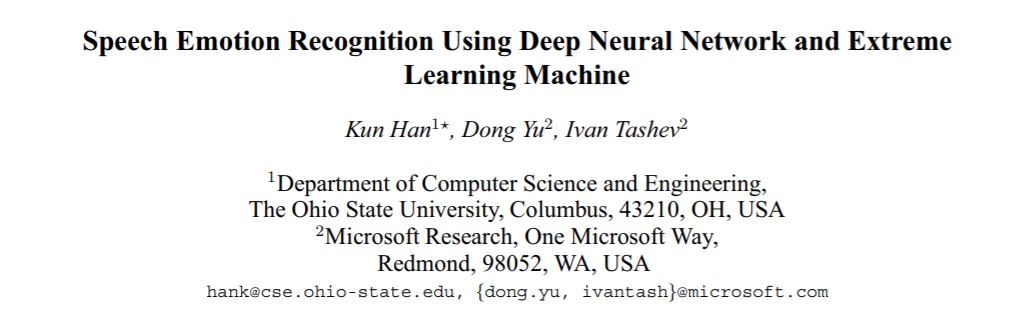 Speech Emotion Recognition Using Deep Neural Network and Extreme
Learning Machine
Kun Han¹⋆, Dong Yu², Ivan Tashev²
¹Department of Computer Science and Engineering,
The Ohio State University, Columbus, 43210, OH, USA
²Microsoft Research, One Microsoft Way,
Redmond, 98052, WA, USA
hank@cse.ohio-state.edu, {dong.yu, ivantash}@microsoft.com